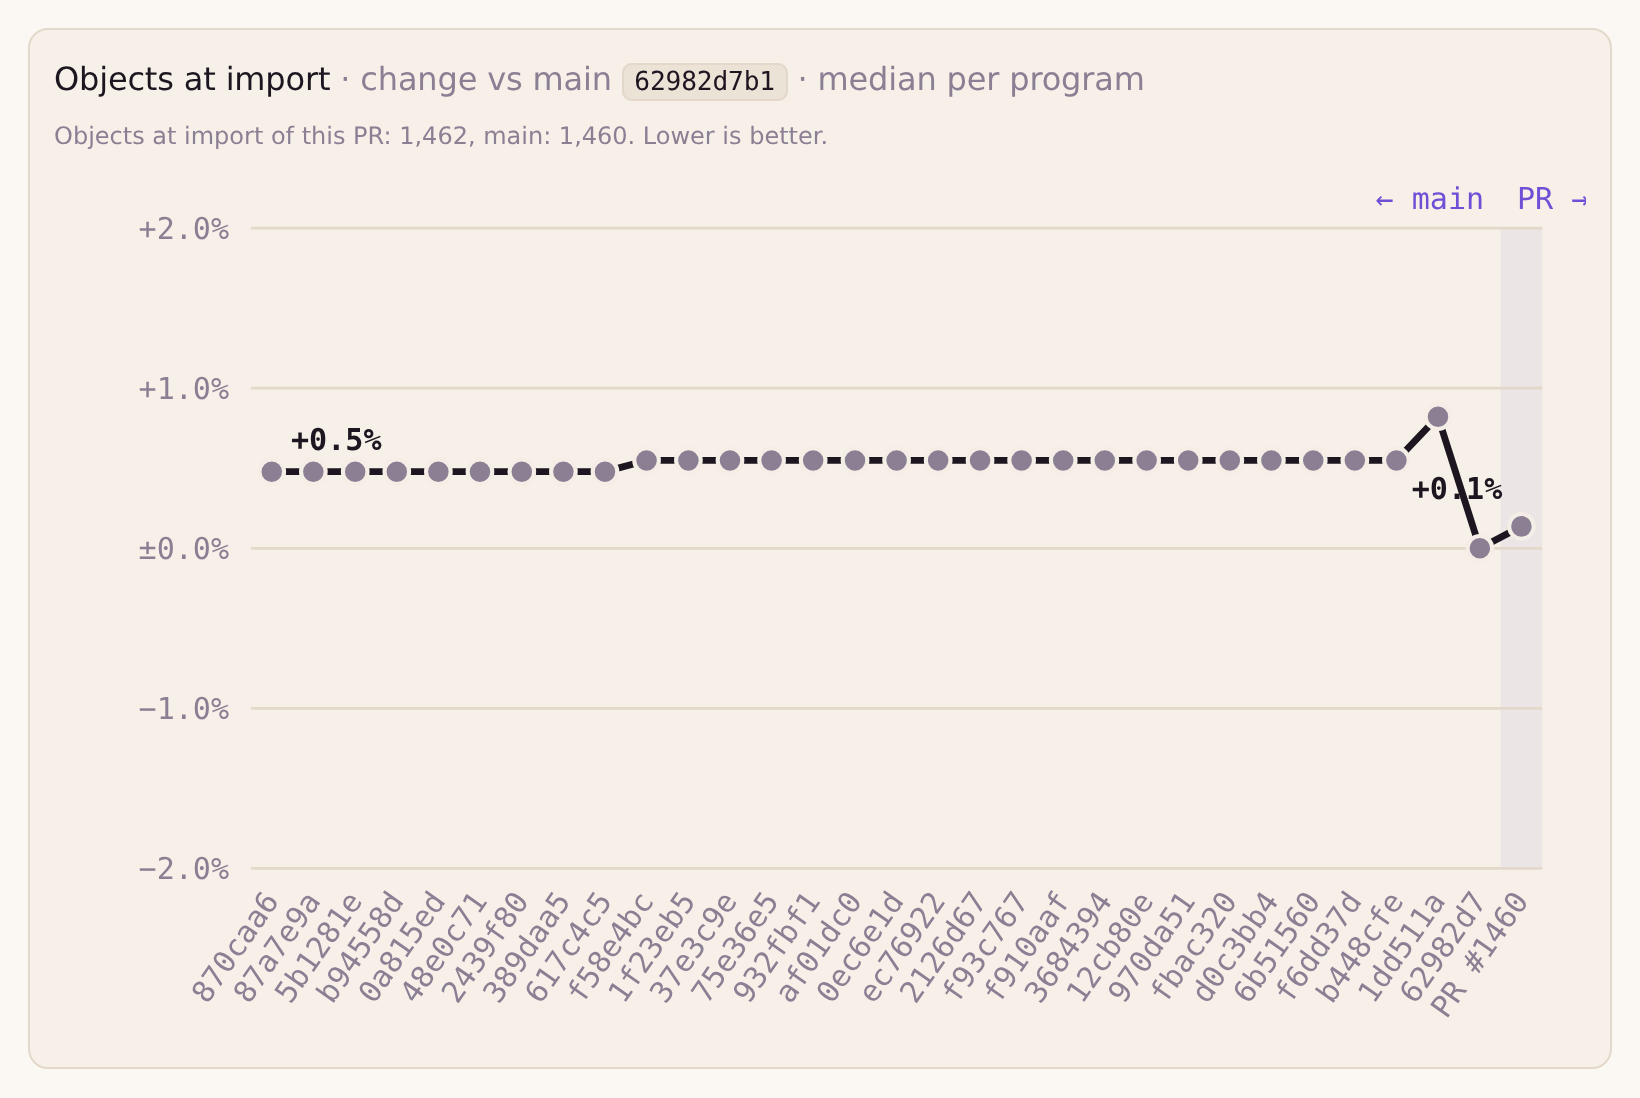 Objects at import · change vs main 62982d7b1 · median per program
Objects at import of this PR: 1,462, main: 1,460. Lower is better.
← main PR →
+2.0%
+1.0%
±0.0%
−1.0%
−2.0%
+0.5%
+0.1%
870caa6
87a7e9a
5b1281e
b94558d
0a815ed
48e0c71
2439f80
389daa5
617c4c5
f58e4bc
1f23eb5
37e3c9e
75e36e5
932fbf1
af01dc0
0ec6e1d
ec76922
2126d67
f93c767
f910aaf
3684394
12cb80e
970da51
fbac320
d0c3bb4
6b51560
f6dd37d
b448cfe
1dd511a
62982d7
PR #1460